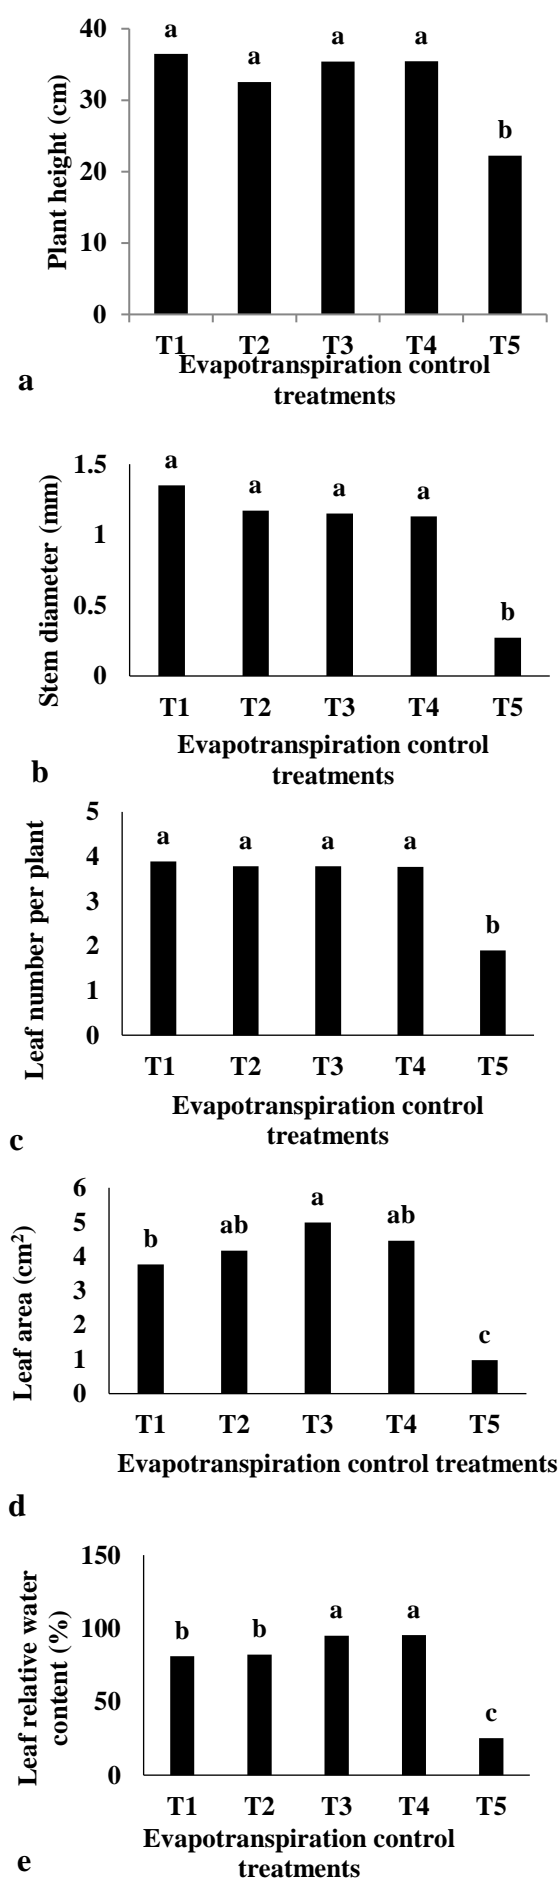 40
30
20
10
0
Plant height (cm)
a
a
a
a
b
T1 T2 T3 T4 T5
Evapotranspiration control
treatments
a
1.5
1
0.5
0
Stem diameter (mm)
a
a
a
a
b
T1 T2 T3 T4 T5
Evapotranspiration control
treatments
b
5
4
3
2
1
0
Leaf number per plant
a
a
a
a
b
T1 T2 T3 T4 T5
Evapotranspiration control
treatments
c
6
5
4
3
2
1
0
Leaf area (cm²)
b
ab
a
ab
c
T1 T2 T3 T4 T5
Evapotranspiration control treatments
d
150
100
50
0
Leaf relative water
content (%)
b
b
a
a
c
T1 T2 T3 T4 T5
Evapotranspiration control
treatments
e